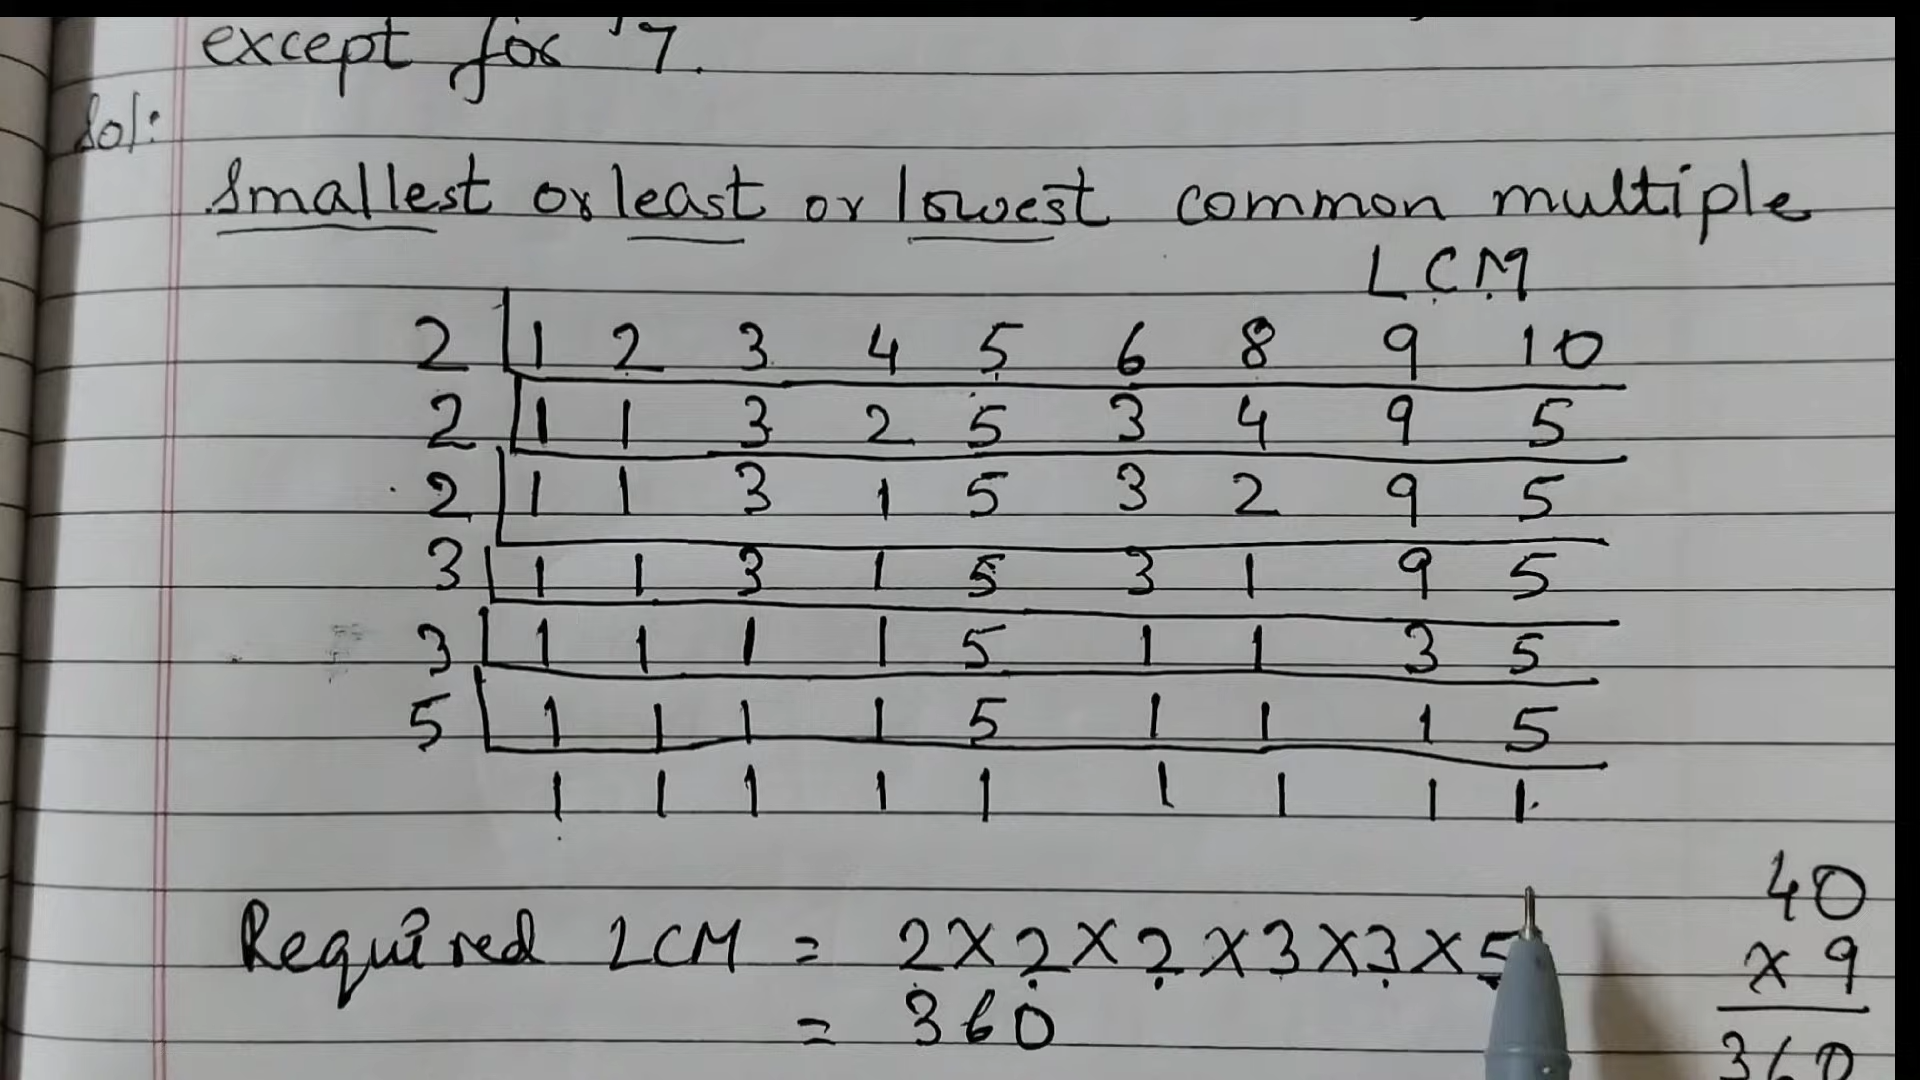 except for 7.
Sol:
Smallest or least or lowest common multiple
LCM
2 1 2 3 4 5 6 8 9 10
2 1 1 3 2 5 3 4 9 5
2 1 1 3 1 5 3 2 9 5
3 1 1 3 1 5 3 1 9 5
3 1 1 1 1 5 1 1 3 5
5 1 1 1 1 5 1 1 1 5
1 1 1 1 1 1 1 1 1
Required LCM = 2 × 2 × 2 × 3 × 3 × 5
= 360
40
× 9
360